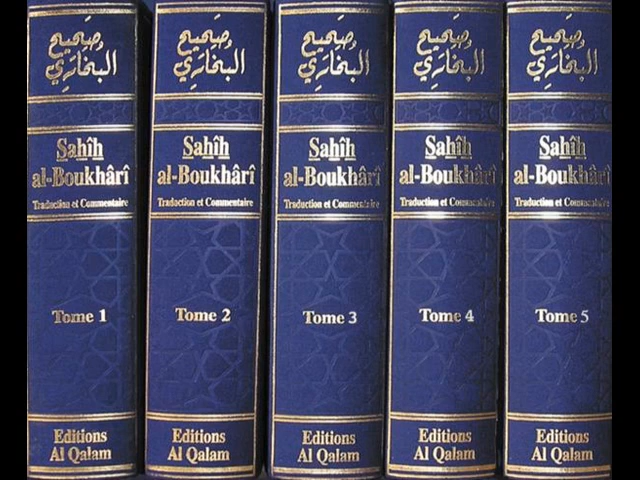 صحيح
البخاري
Sahîh
al-Boukhârî
Traduction et Commentaire
Tome 1
Editions
Al Qalam
صحيح
البخاري
Sahîh
al-Boukhârî
Traduction et Commentaire
Tome 2
Editions
Al Qalam
صحيح
البخاري
Sahîh
al-Boukhârî
Traduction et Commentaire
Tome 3
Editions
Al Qalam
صحيح
البخاري
Sahîh
al-Boukhârî
Traduction et Commentaire
Tome 4
Editions
Al Qalam
صحيح
البخاري
Sahîh
al-Boukhârî
Traduction et Commentaire
Tome 5
Editions
Al Qalam